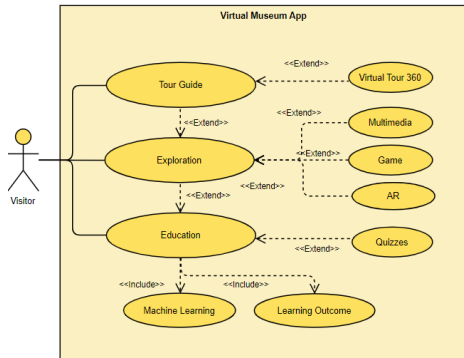 Virtual Museum App
<<Extend>>
Tour Guide
Virtual Tour 360
<<Extend>>
Multimedia
<<Extend>>
Exploration
Game
<<Extend>>
<<Extend>>
AR
Visitor
Education
Quizzes
<<Extend>>
<<Include>>
<<Include>>
Machine Learning
Learning Outcome